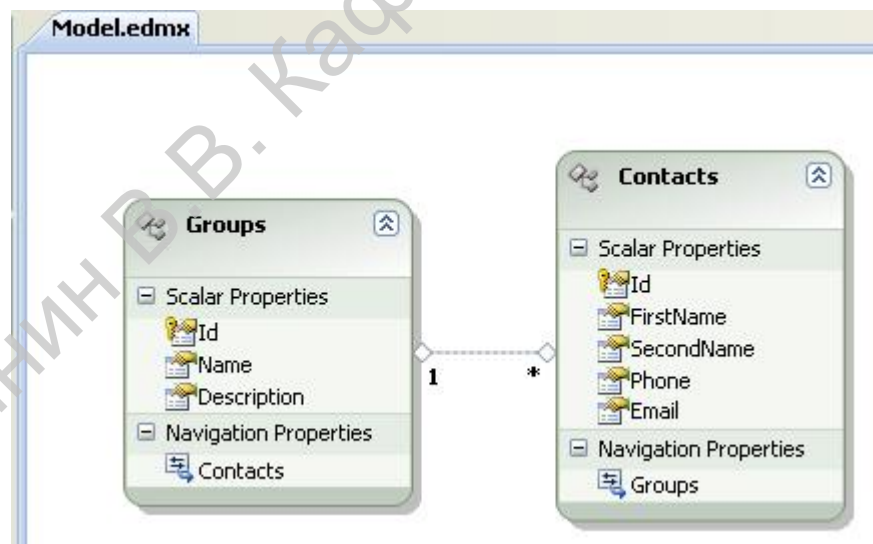 Model.edmx
Groups
Scalar Properties
Id
Name
Description
Navigation Properties
Contacts
1
*
Contacts
Scalar Properties
Id
FirstName
SecondName
Phone
Email
Navigation Properties
Groups
В.В.